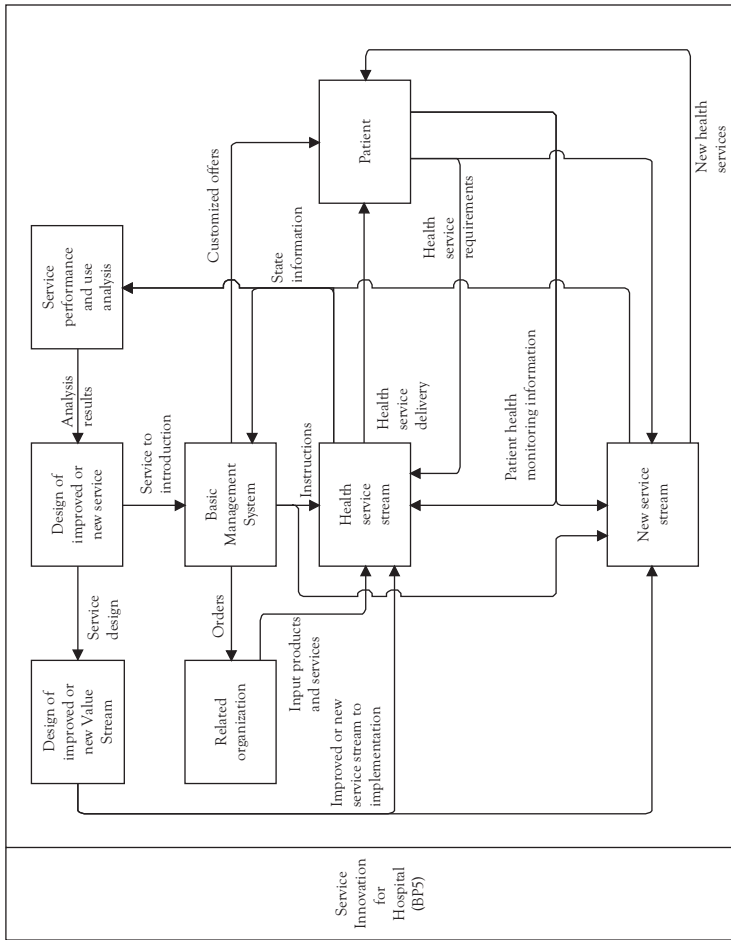 Service
Innovation
for
Hospital
(BP5)
Design of
improved or
new Value
Stream
Service
design
Design of
improved or
new service
Analysis
results
Service
performance
and use
analysis
Service to
introduction
Related
organization
Orders
Basic
Management
System
Customized offers
State
information
Input products
and services
Instructions
Improved or new
service stream to
implementation
Health
service
stream
Health
service
delivery
Health
service
requirements
Patient
Patient health
monitoring information
New service
stream
New health
services